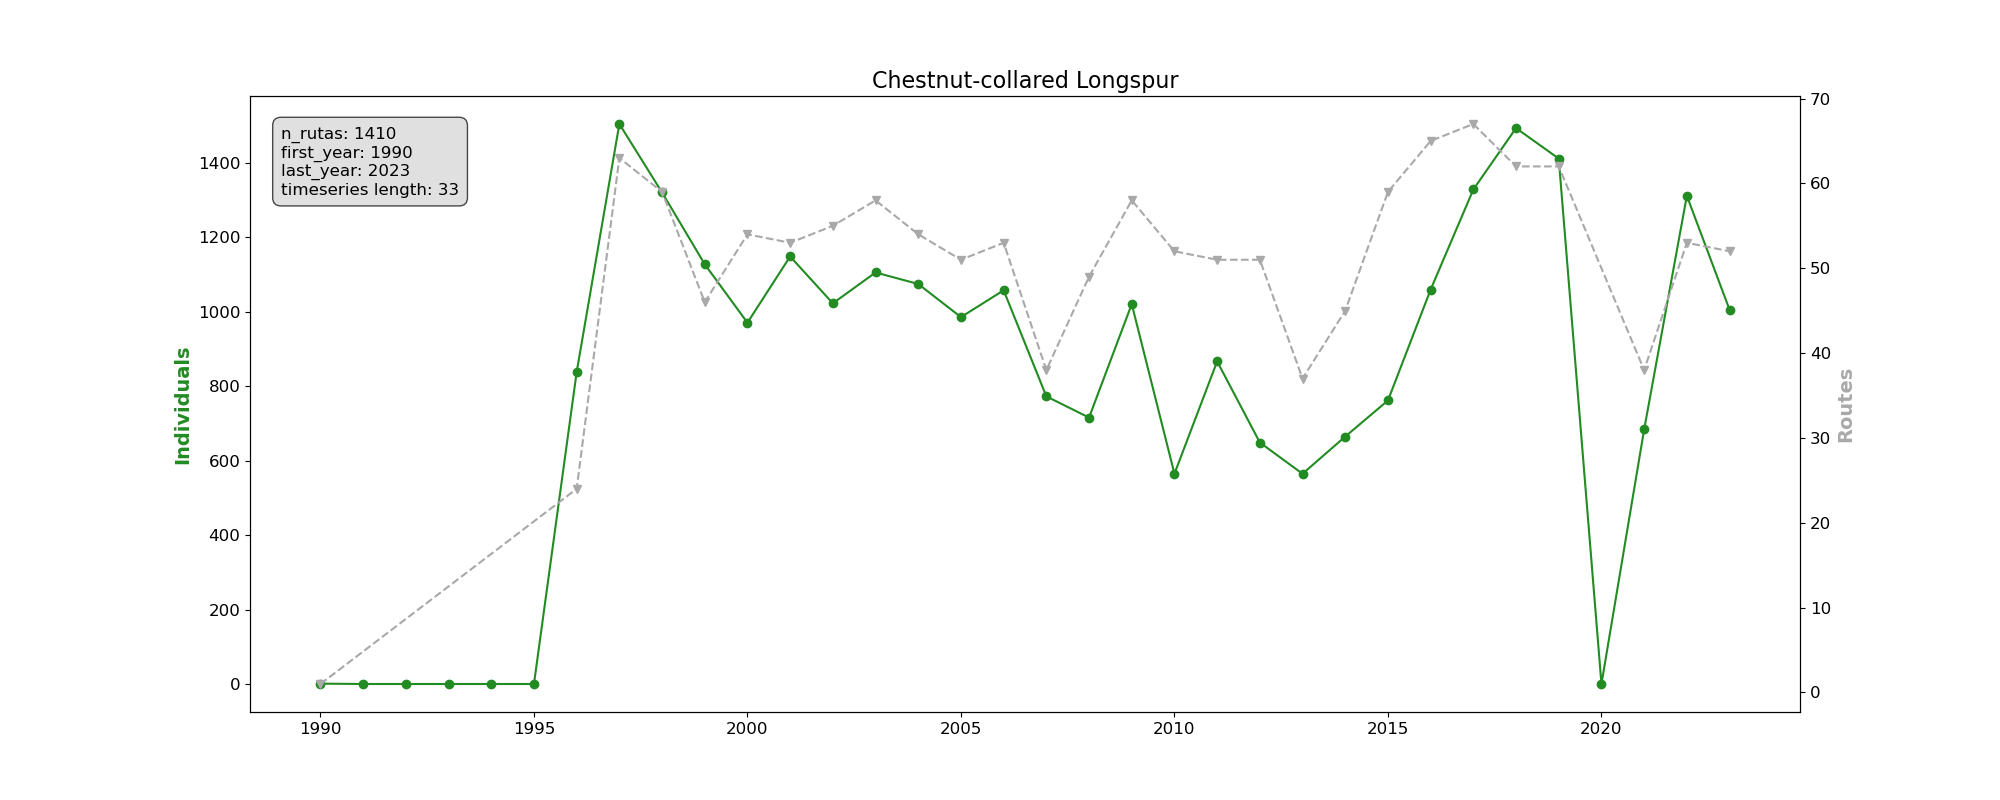 Chestnut-collared Longspur
n_rutas: 1410
first_year: 1990
last_year: 2023
timeseries length: 33
Individuals
1400
1200
1000
800
600
400
200
0
70
60
50
40
30
20
10
0
Routes
1990 1995 2000 2005 2010 2015 2020